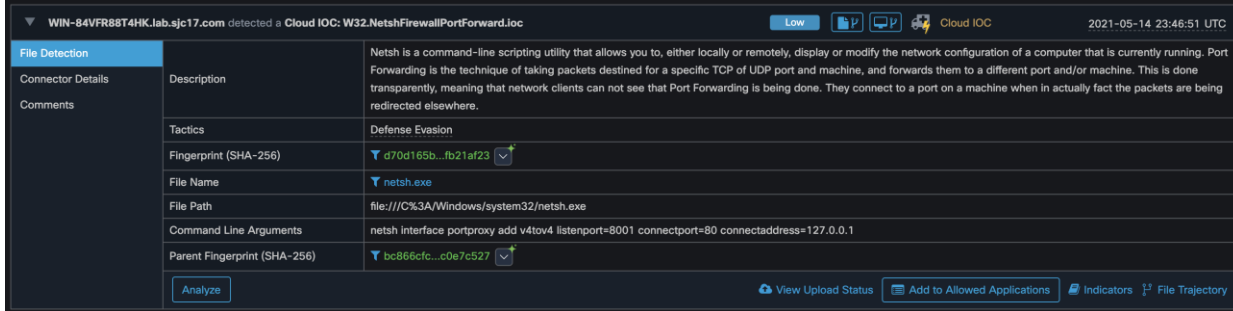 WIN-84VFR88T4HK.lab.sjc17.com detected a Cloud IOC: W32.NetshFirewallPortForward.ioc Low Cloud IOC 2021-05-14 23:46:51 UTC
File Detection
Connector Details
Comments
Description
Netsh is a command-line scripting utility that allows you to, either locally or remotely, display or modify the network configuration of a computer that is currently running. Port
Forwarding is the technique of taking packets destined for a specific TCP of UDP port and machine, and forwards them to a different port and/or machine. This is done
transparently, meaning that network clients can not see that Port Forwarding is being done. They connect to a port on a machine when in actually fact the packets are being
redirected elsewhere.
Tactics Defense Evasion
Fingerprint (SHA-256) d70d165b...fb21af23
File Name netsh.exe
File Path file:///C%3A/Windows/system32/netsh.exe
Command Line Arguments netsh interface portproxy add v4tov4 listenport=8001 connectport=80 connectaddress=127.0.0.1
Parent Fingerprint (SHA-256) bc866cfc...c0e7c527
Analyze View Upload Status Add to Allowed Applications Indicators File Trajectory